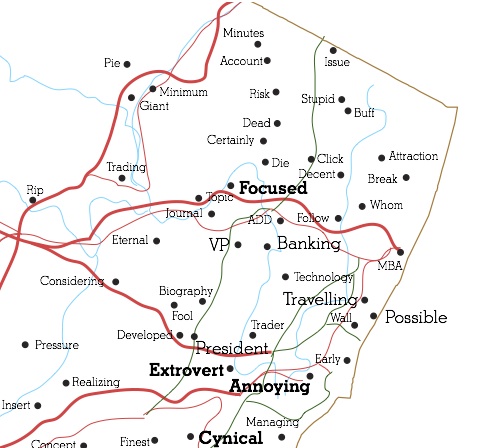 Minutes
Account
Issue
Pie
Minimum
Giant
Risk
Stupid
Buff
Dead
Certainly
Die
Click
Attraction
Trading
Decent
Break
Rip
Focused
Topic
Journal
ADD
Follow
Whom
Eternal
VP
Banking
MBA
Considering
Technology
Biography
Travelling
Fool
Wall
Possible
Developed
Trader
Pressure
President
Early
Extrovert
Realizing
Annoying
Insert
Managing
Concept
Finest
Cynical